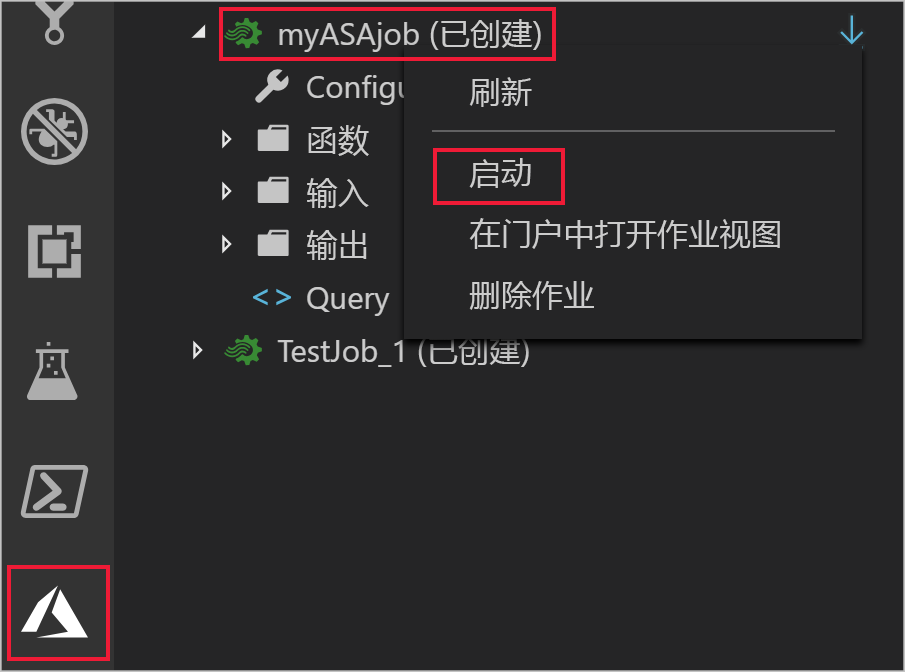 myASAjob (已创建)
刷新
Configu
函数
启动
输入
在门户中打开作业视图
输出
删除作业
Query
TestJob_1 (已创建)